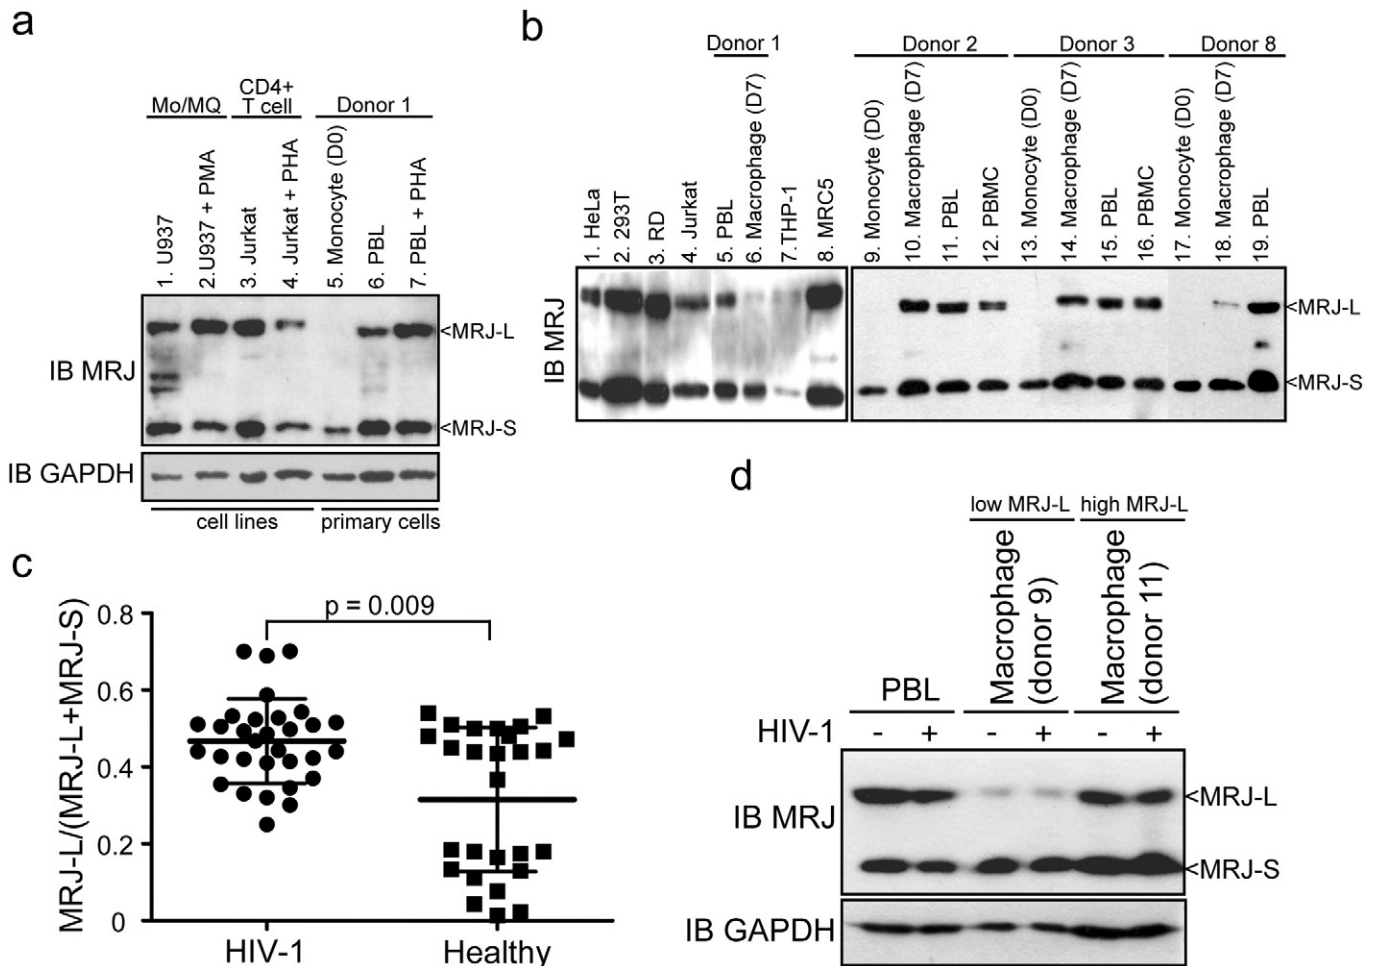 a
Mo/MQ
CD4+
T cell
Donor 1
1. U937
2.U937 + PMA
3. Jurkat
4. Jurkat + PHA
5. Monocyte (D0)
6. PBL
7. PBL + PHA
IB MRJ
<MRJ-L
<MRJ-S
IB GAPDH
cell lines
primary cells
b
Donor 1
Donor 2
Donor 3
Donor 8
1. HeLa
2. 293T
3. RD
4. Jurkat
5. PBL
6. Macrophage (D7)
7.THP-1
8. MRC5
9. Monocyte (D0)
10. Macrophage (D7)
11. PBL
12. PBMC
13. Monocyte (D0)
14. Macrophage (D7)
15. PBL
16. PBMC
17. Monocyte (D0)
18. Macrophage (D7)
19. PBL
IB MRJ
<MRJ-L
<MRJ-S
c
p = 0.009
MRJ-L/(MRJ-L+MRJ-S)
0.8
0.6
0.4
0.2
0
HIV-1
Healthy
d
low MRJ-L
high MRJ-L
PBL
Macrophage
(donor 9)
Macrophage
(donor 11)
HIV-1 - + - + - +
IB MRJ
<MRJ-L
<MRJ-S
IB GAPDH